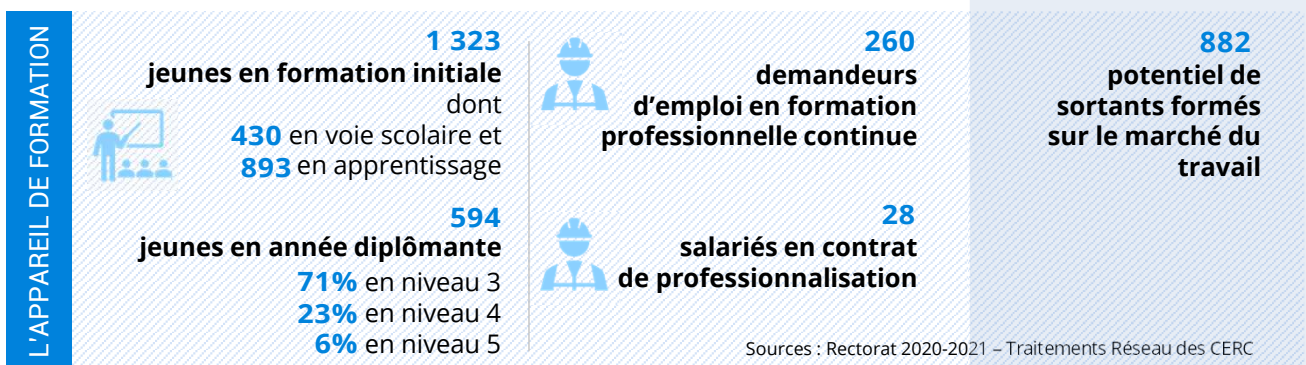 L'APPAREIL DE FORMATION
1 323
jeunes en formation initiale
dont
430 en voie scolaire et
893 en apprentissage
594
jeunes en année diplômante
71% en niveau 3
23% en niveau 4
6% en niveau 5
260
demandeurs
d’emploi en formation
professionnelle continue
28
salariés en contrat
de professionnalisation
882
potentiel de
sortants formés
sur le marché du
travail
Sources : Rectorat 2020-2021 – Traitements Réseau des CERC